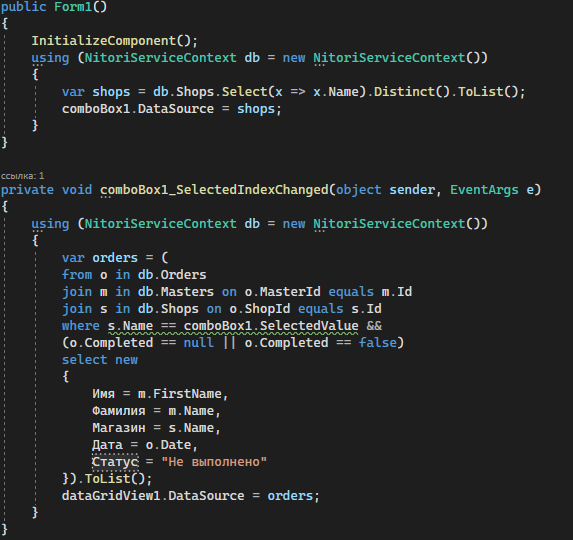 public Form1()
{
InitializeComponent();
using (NitoriServiceContext db = new NitoriServiceContext())
{
var shops = db.Shops.Select(x => x.Name).Distinct().ToList();
comboBox1.DataSource = shops;
}
}
ссылка: 1
private void comboBox1_SelectedIndexChanged(object sender, EventArgs e)
{
using (NitoriServiceContext db = new NitoriServiceContext())
{
var orders = (
from o in db.Orders
join m in db.Masters on o.MasterId equals m.Id
join s in db.Shops on o.ShopId equals s.Id
where s.Name == comboBox1.SelectedValue &&
(o.Completed == null || o.Completed == false)
select new
{
Имя = m.FirstName,
Фамилия = m.Name,
Магазин = s.Name,
Дата = o.Date,
Статус = "Не выполнено"
}).ToList();
dataGridView1.DataSource = orders;
}
}